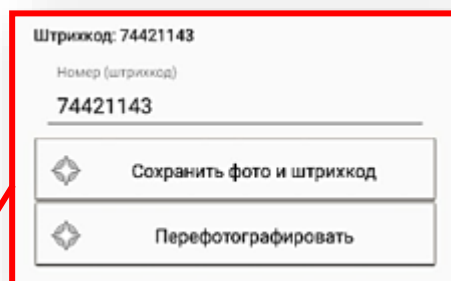 Штрихкод: 74421143
Номер (штрихкод)
74421143
Сохранить фото и штрихкод
Перефотографировать